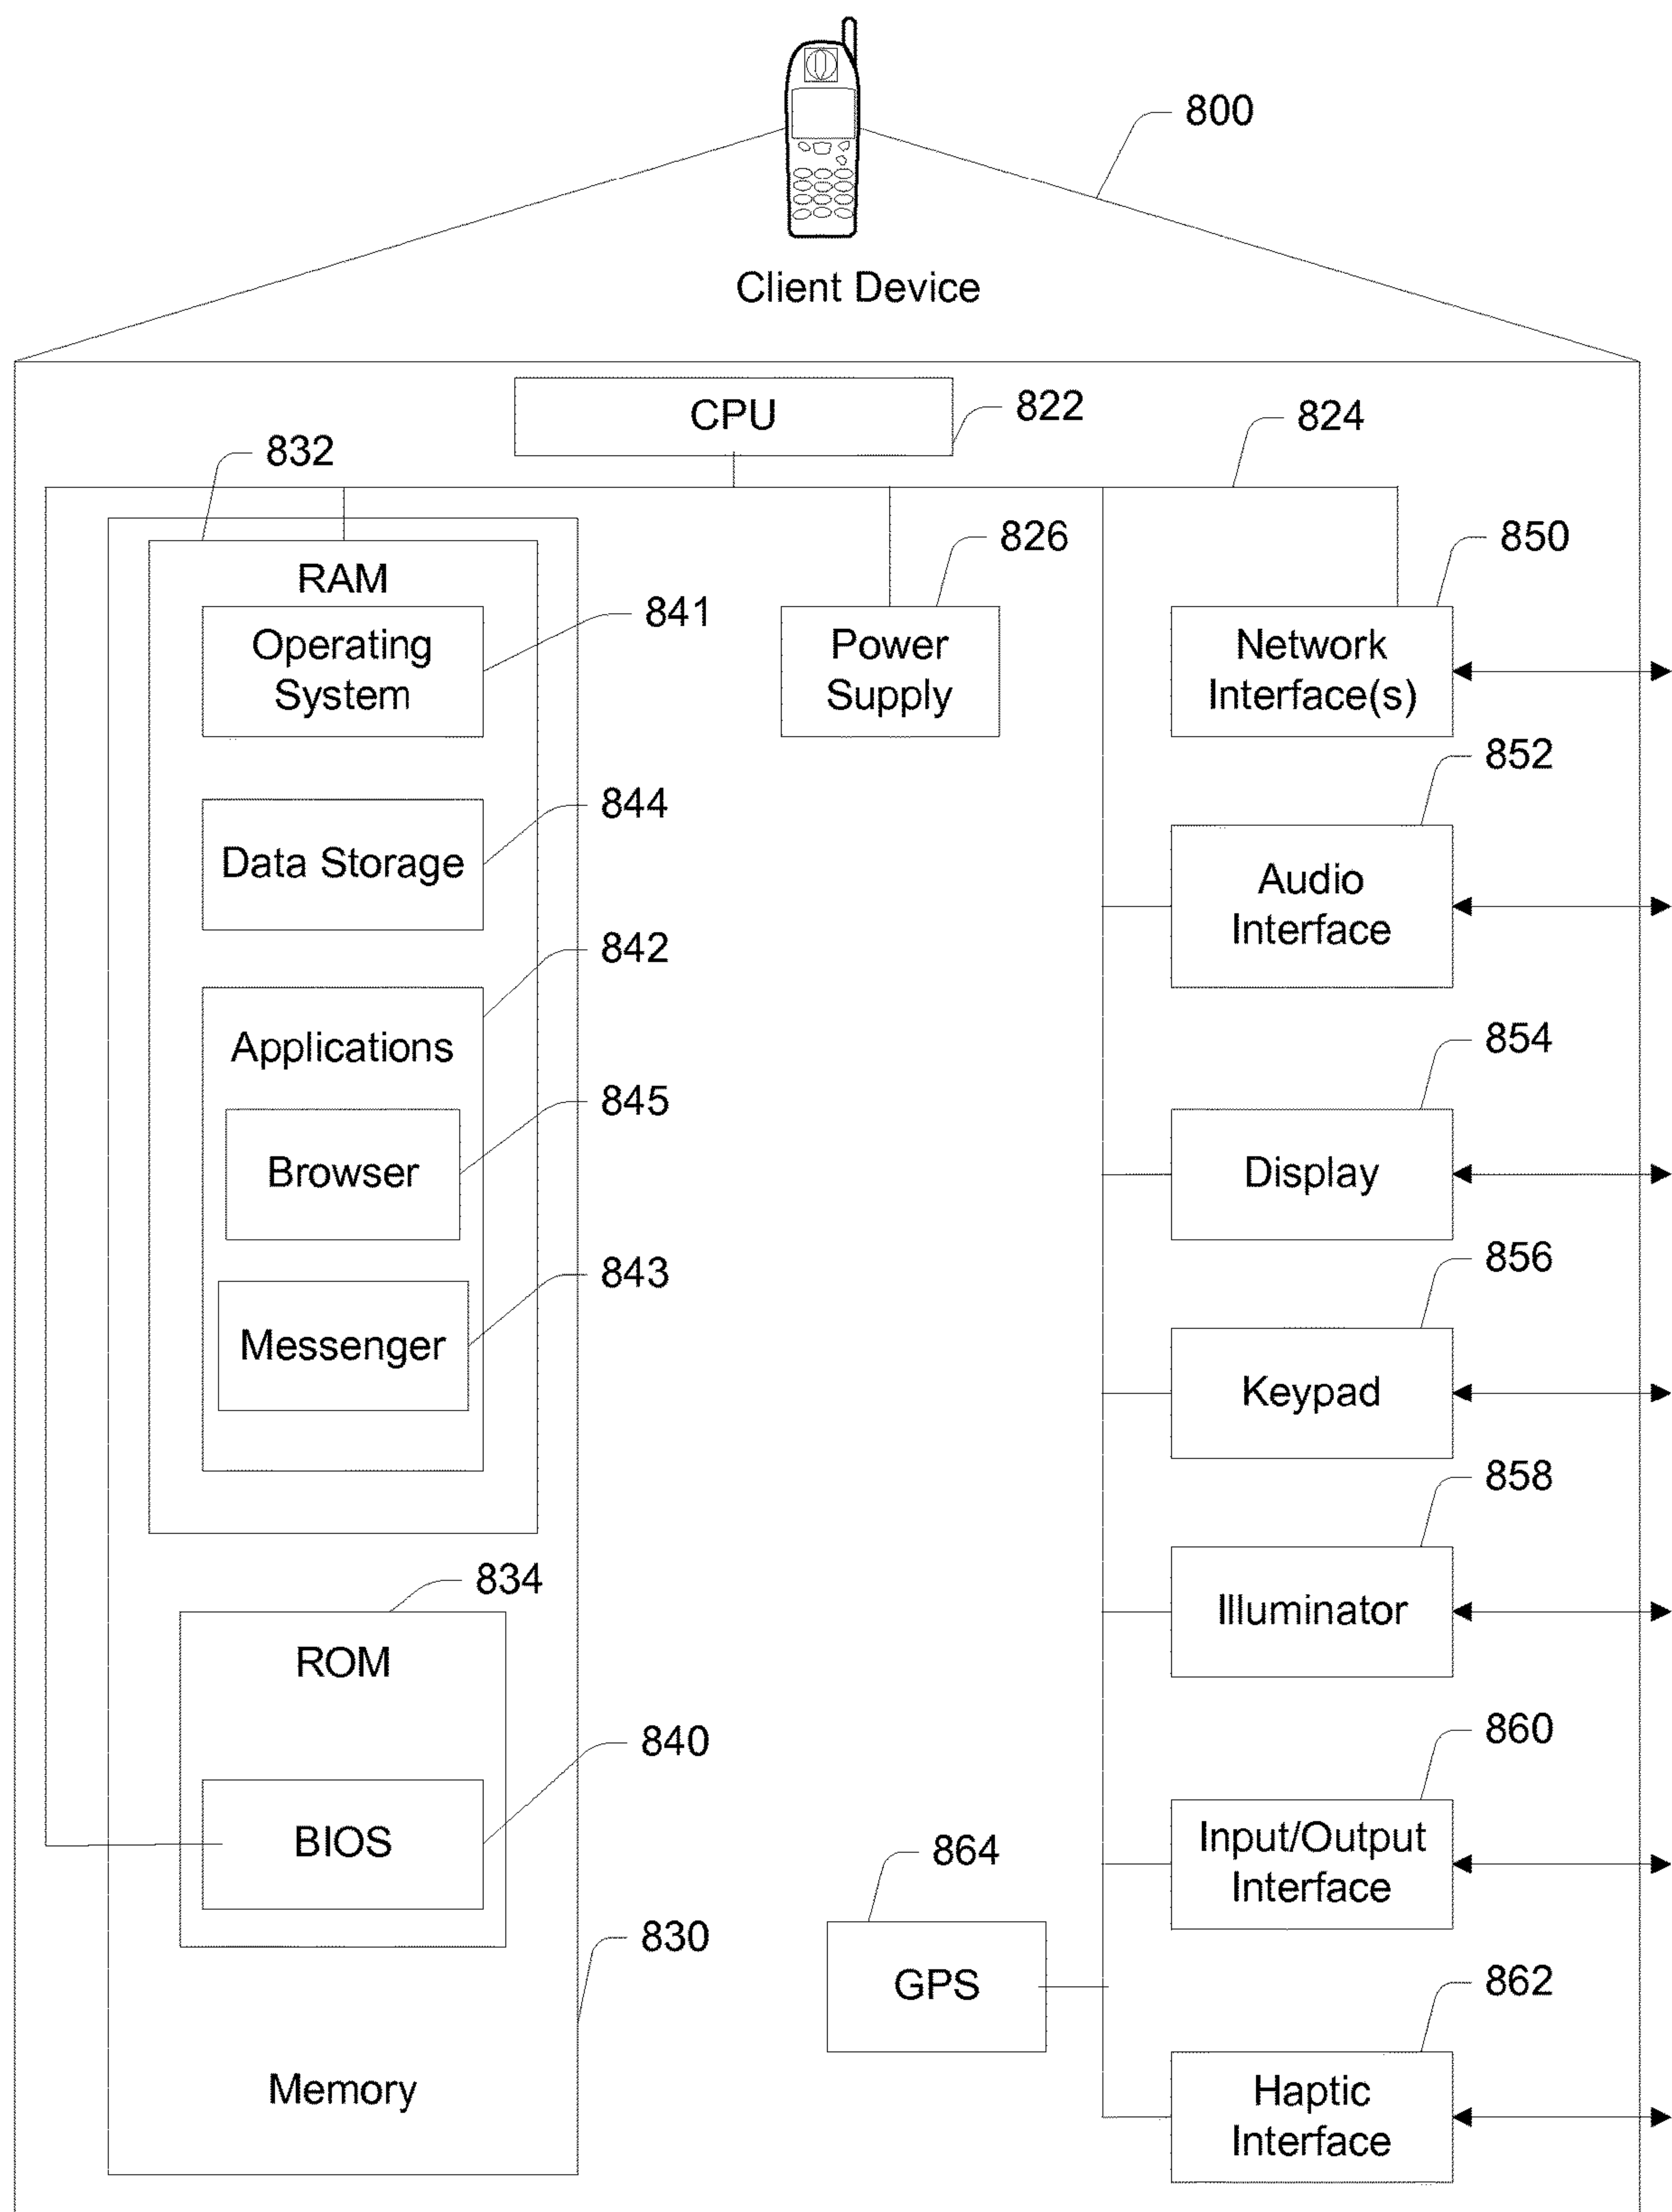 800
Client Device
CPU
822
824
832
826
850
RAM
Operating
System
841
Power
Supply
Network
Interface(s)
852
844
Data Storage
Audio
Interface
842
Applications
854
845
Browser
Display
856
843
Messenger
Keypad
858
834
ROM
Illuminator
840
860
BIOS
Input/Output
Interface
864
830
GPS
862
Memory
Haptic
Interface